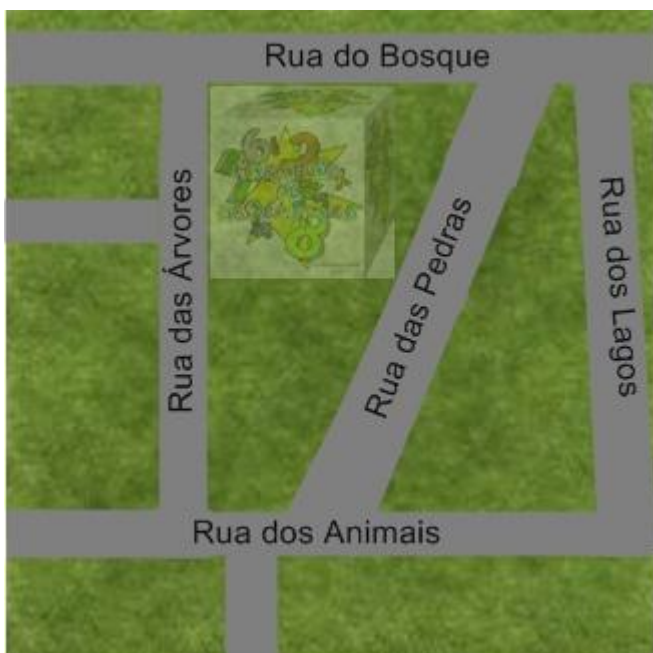 Rua do Bosque
Rua das Árvores
Rua das Pedras
Rua dos Lagos
Rua dos Animais